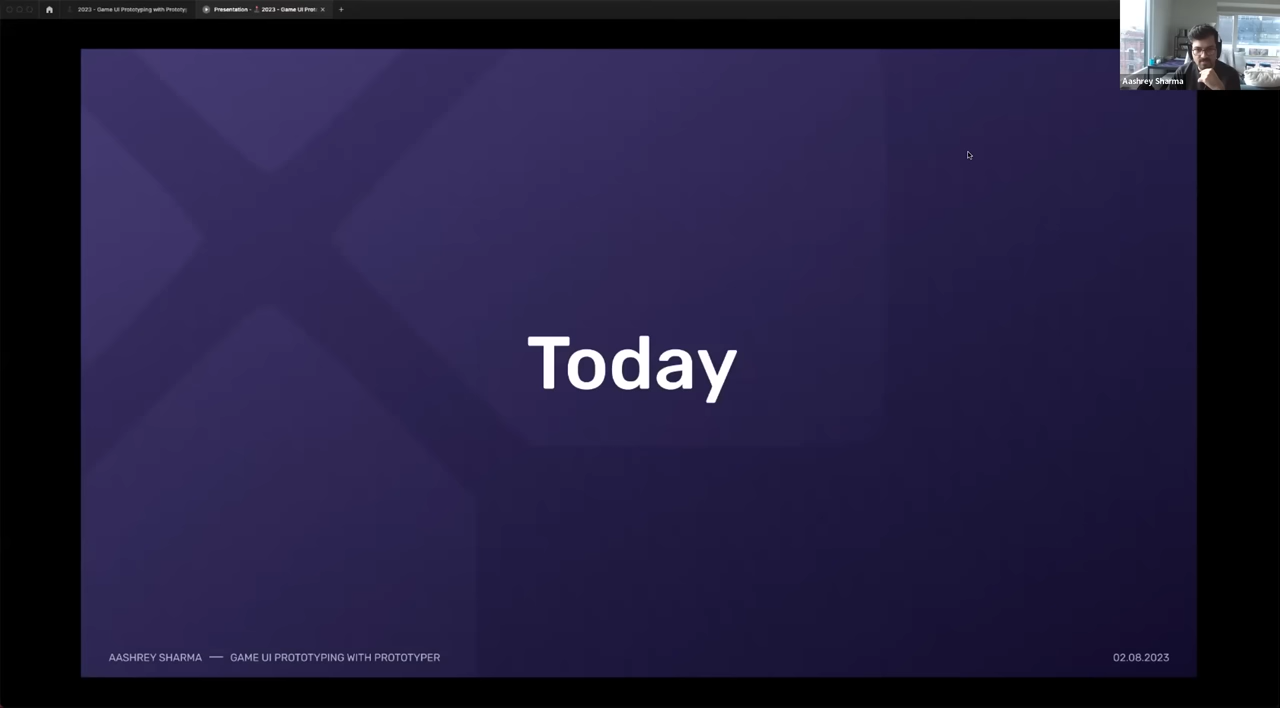 2023 - Game UI Prototyping with Prototyp
Presentation - 2023 - Game UI Prot
Aashrey Sharma
Today
AASHREY SHARMA — GAME UI PROTOTYPING WITH PROTOTYPER
02.08.2023